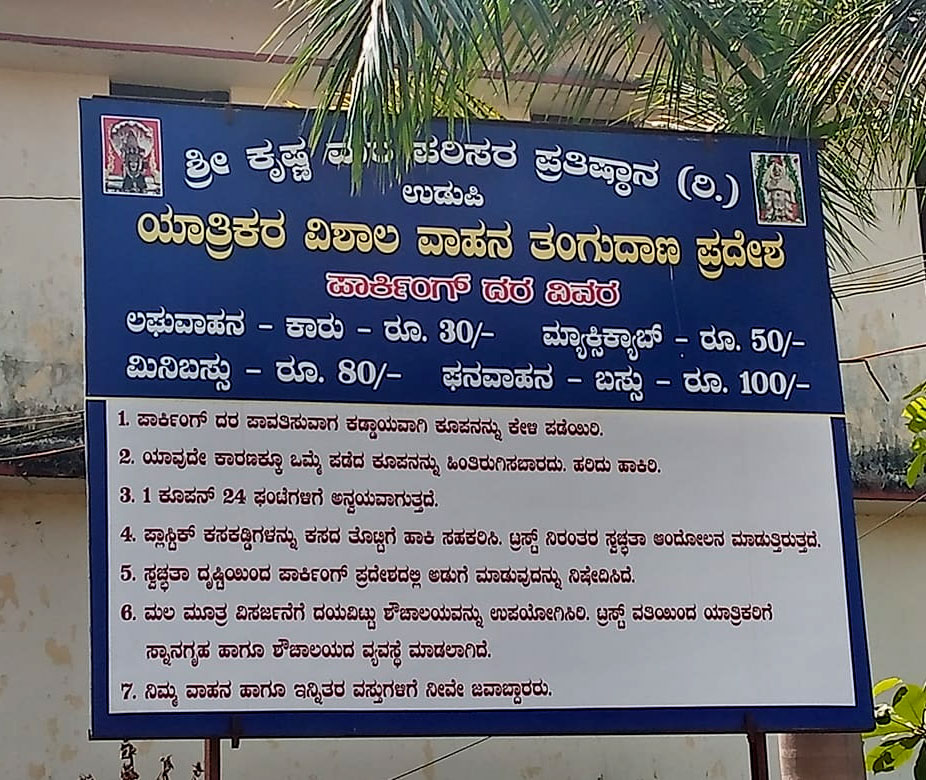 ಶ್ರೀ ಕೃಷ್ಣ ಮಠ ಪರಿಸರ ಪ್ರತಿಷ್ಠಾನ (ರಿ.)
ಉಡುಪಿ
ಯಾತ್ರಿಕರ ವಿಶಾಲ ವಾಹನ ತಂಗುದಾಣ ಪ್ರದೇಶ
ಪಾರ್ಕಿಂಗ್ ದರ ವಿವರ
ಲಘುವಾಹನ – ಕಾರು – ರೂ. 30/- ಮ್ಯಾಕ್ಸಿಕ್ಯಾಬ್ – ರೂ. 50/-
ಮಿನಿಬಸ್ಸು – ರೂ. 80/- ಘನವಾಹನ – ಬಸ್ಸು – ರೂ. 100/-
1. ಪಾರ್ಕಿಂಗ್ ದರ ಪಾವತಿಸುವಾಗ ಕಡ್ಡಾಯವಾಗಿ ಕೂಪನನ್ನು ಕೇಳಿ ಪಡೆಯಿರಿ.
2. ಯಾವುದೇ ಕಾರಣಕ್ಕೂ ಒಮ್ಮೆ ಪಡೆದ ಕೂಪನನ್ನು ಹಿಂತಿರುಗಿಸಬಾರದು. ಹರಿದು ಹಾಕಿರಿ.
3. 1 ಕೂಪನ್ 24 ಘಂಟೆಗಳಿಗೆ ಅನ್ವಯವಾಗುತ್ತದೆ.
4. ಪ್ಲಾಸ್ಟಿಕ್ ಕಸಕಡ್ಡಿಗಳನ್ನು ಕಸದ ತೊಟ್ಟಿಗೆ ಹಾಕಿ ಸಹಕರಿಸಿ. ಟ್ರಸ್ಟ್ ನಿರಂತರ ಸ್ವಚ್ಛತಾ ಆಂದೋಲನ ಮಾಡುತ್ತಿರುತ್ತದೆ.
5. ಸ್ವಚ್ಛತಾ ದೃಷ್ಟಿಯಿಂದ ಪಾರ್ಕಿಂಗ್ ಪ್ರದೇಶದಲ್ಲಿ ಅಡುಗೆ ಮಾಡುವುದನ್ನು ನಿಷೇಧಿಸಿದೆ.
6. ಮಲ ಮೂತ್ರ ವಿಸರ್ಜನೆಗೆ ದಯವಿಟ್ಟು ಶೌಚಾಲಯವನ್ನು ಉಪಯೋಗಿಸಿರಿ. ಟ್ರಸ್ಟ್ ವತಿಯಿಂದ ಯಾತ್ರಿಕರಿಗೆ
ಸ್ನಾನಗೃಹ ಹಾಗೂ ಶೌಚಾಲಯದ ವ್ಯವಸ್ಥೆ ಮಾಡಲಾಗಿದೆ.
7. ನಿಮ್ಮ ವಾಹನ ಹಾಗೂ ಇನ್ನಿತರ ವಸ್ತುಗಳಿಗೆ ನೀವೇ ಜವಾಬ್ದಾರರು.